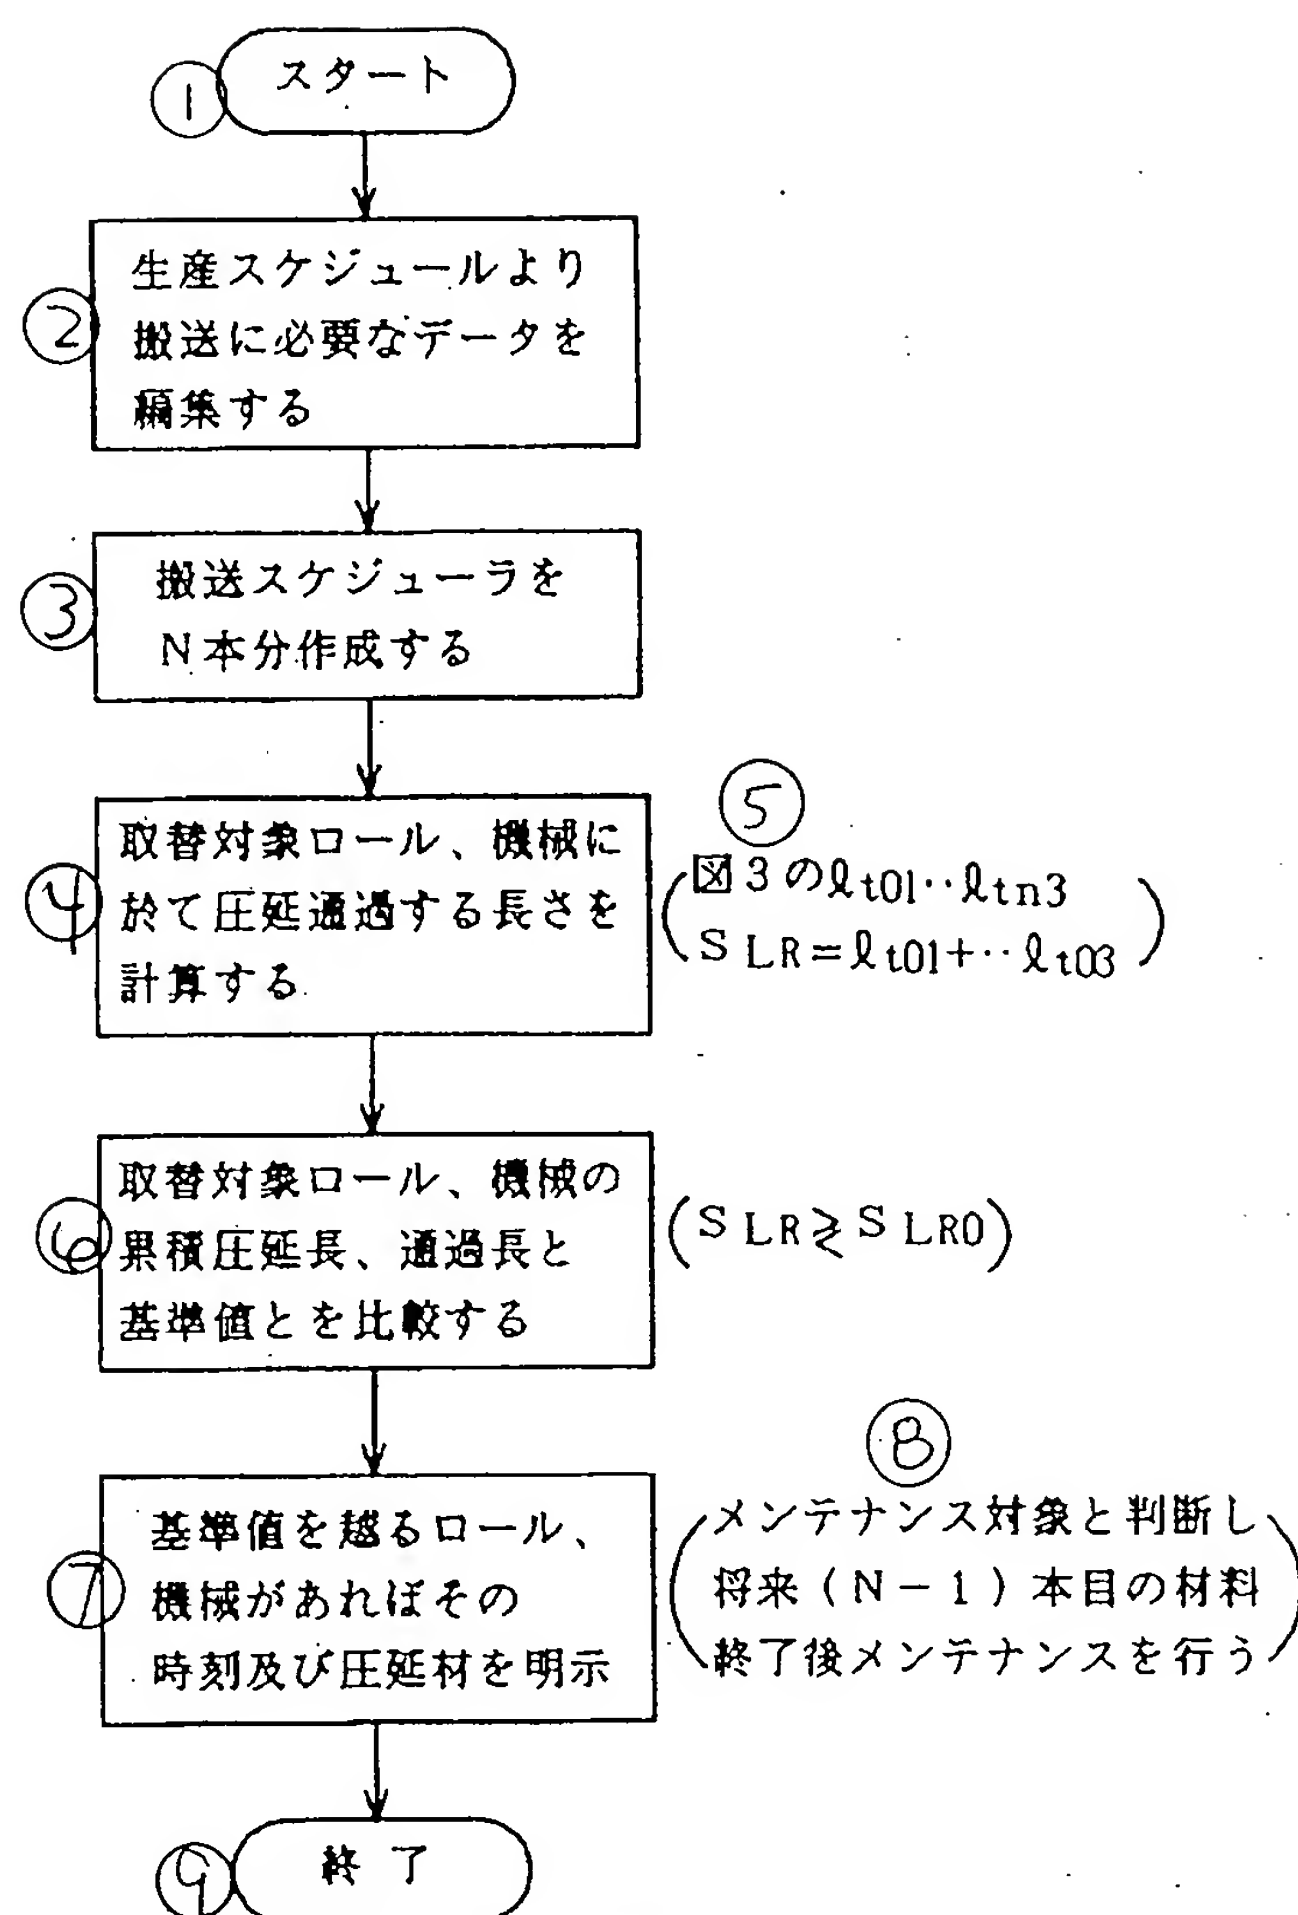 ① スタート
生産スケジュールより
② 搬送に必要なデータを
編集する
搬送スケジューラを
③ N本分作成する
⑤
取替対象ロール、機械に
④ 於て圧延通過する長さを
計算する
(図3のℓt01‥ℓtn3
S LR=ℓt01+‥ℓt03)
取替対象ロール、機械の
⑥ 累積圧延長、通過長と
基準値とを比較する
(S LR≷S LR0)
⑧
基準値を越るロール、
⑦ 機械があればその
時刻及び圧延材を明示
(メンテナンス対象と判断し
将来(N-1)本目の材料
終了後メンテナンスを行う)
⑨ 終了